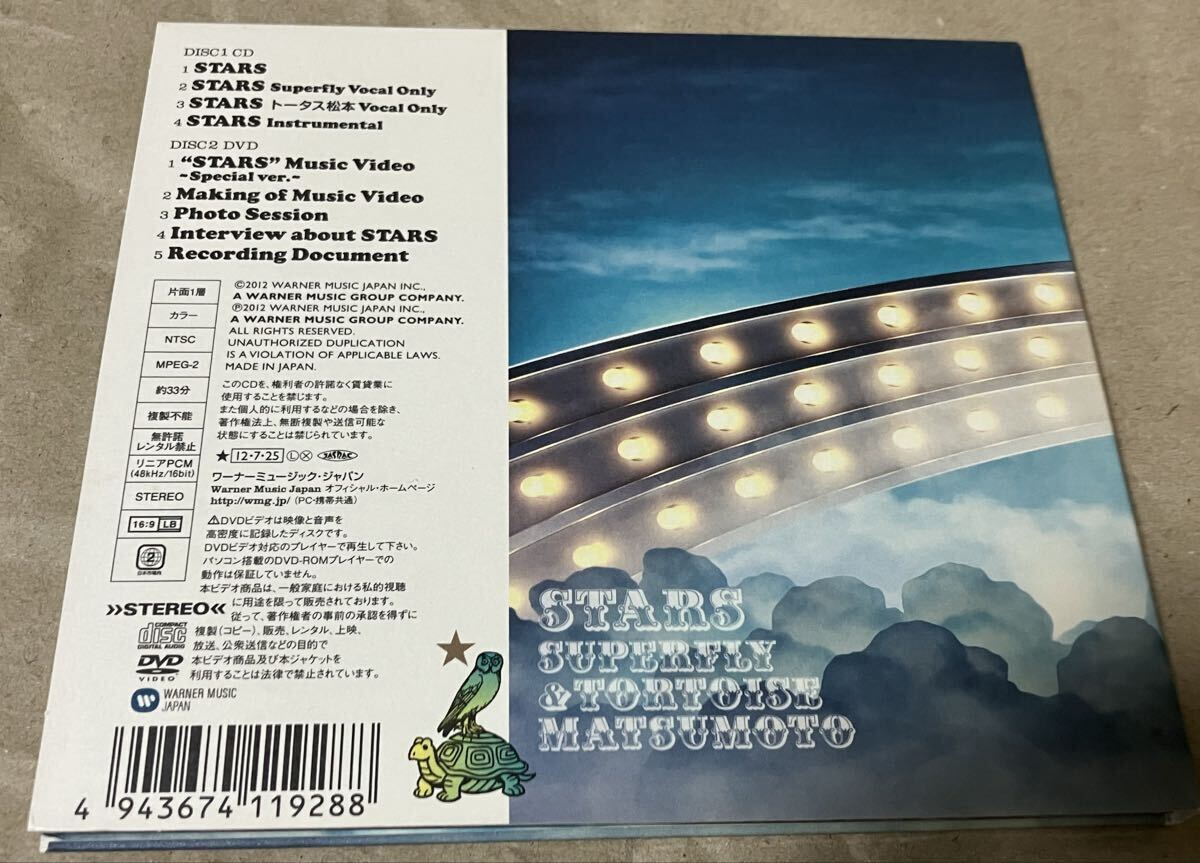 DISC1 CD
1 STARS
2 STARS Superfly Vocal Only
3 STARS トータス松本 Vocal Only
4 STARS Instrumental
DISC2 DVD
1 “STARS” Music Video
~Special ver.~
2 Making of Music Video
3 Photo Session
4 Interview about STARS
5 Recording Document
片面1層
カラー
NTSC
MPEG-2
約33分
複製不能
無許諾
レンタル禁止
リニアPCM
(48kHz/16bit)
STEREO
16:9 LB
2
日本市場向
©2012 WARNER MUSIC JAPAN INC.,
A WARNER MUSIC GROUP COMPANY.
℗2012 WARNER MUSIC JAPAN INC.,
A WARNER MUSIC GROUP COMPANY.
ALL RIGHTS RESERVED.
UNAUTHORIZED DUPLICATION
IS A VIOLATION OF APPLICABLE LAWS.
MADE IN JAPAN.
このCDを、権利者の許諾なく賃貸業に
使用することを禁じます。
また個人的に利用するなどの場合を除き、
著作権法上、無断複製や送信可能な
状態にすることは禁じられています。
★ 12・7・25 Ⓛ Ⓧ JASRAC
ワーナーミュージック・ジャパン
Warner Music Japan オフィシャル・ホームページ
http://wmg.jp/ (PC・携帯共通)
⚠DVDビデオは映像と音声を
高密度に記録したディスクです。
DVDビデオ対応のプレイヤーで再生して下さい。
パソコン搭載のDVD-ROMプレイヤーでの
動作は保証していません。
本ビデオ商品は、一般家庭における私的視聴
に用途を限って販売されております。
従って、著作権者の事前の承認を得ずに
複製（コピー）、販売、レンタル、上映、
放送、公衆送信などの目的で
本ビデオ商品及び本ジャケットを
利用することは法律で禁止されています。
»STEREO«
COMPACT
disc
DIGITAL AUDIO
DVD
VIDEO
WARNER MUSIC
JAPAN
4 943674 119288
STARS
SUPERFLY
& TORTOISE
MATSUMOTO